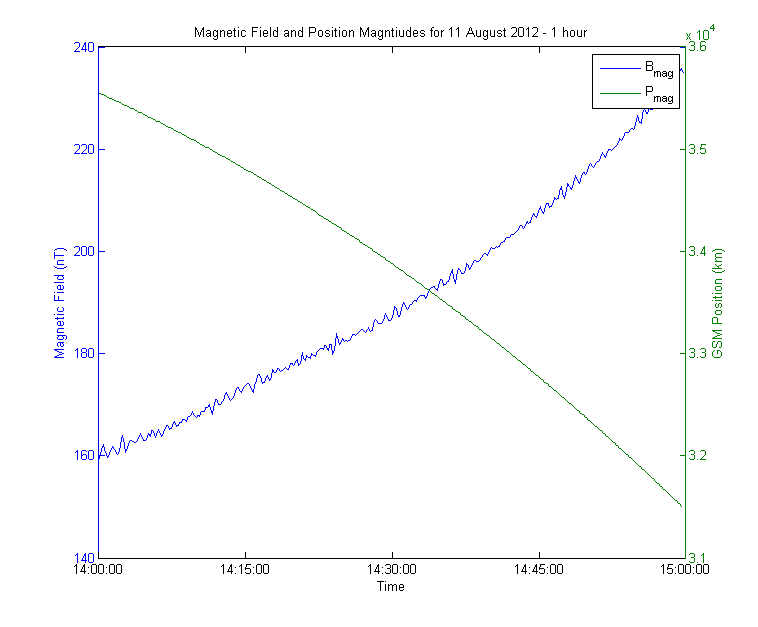 Magnetic Field and Position Magntiudes for 11 August 2012 - 1 hour
x 10^4
240
220
200
180
160
140
Magnetic Field (nT)
B_mag
P_mag
3.6
3.5
3.4
3.3
3.2
3.1
GSM Position (km)
14:00:00 14:15:00 14:30:00 14:45:00 15:00:00
Time